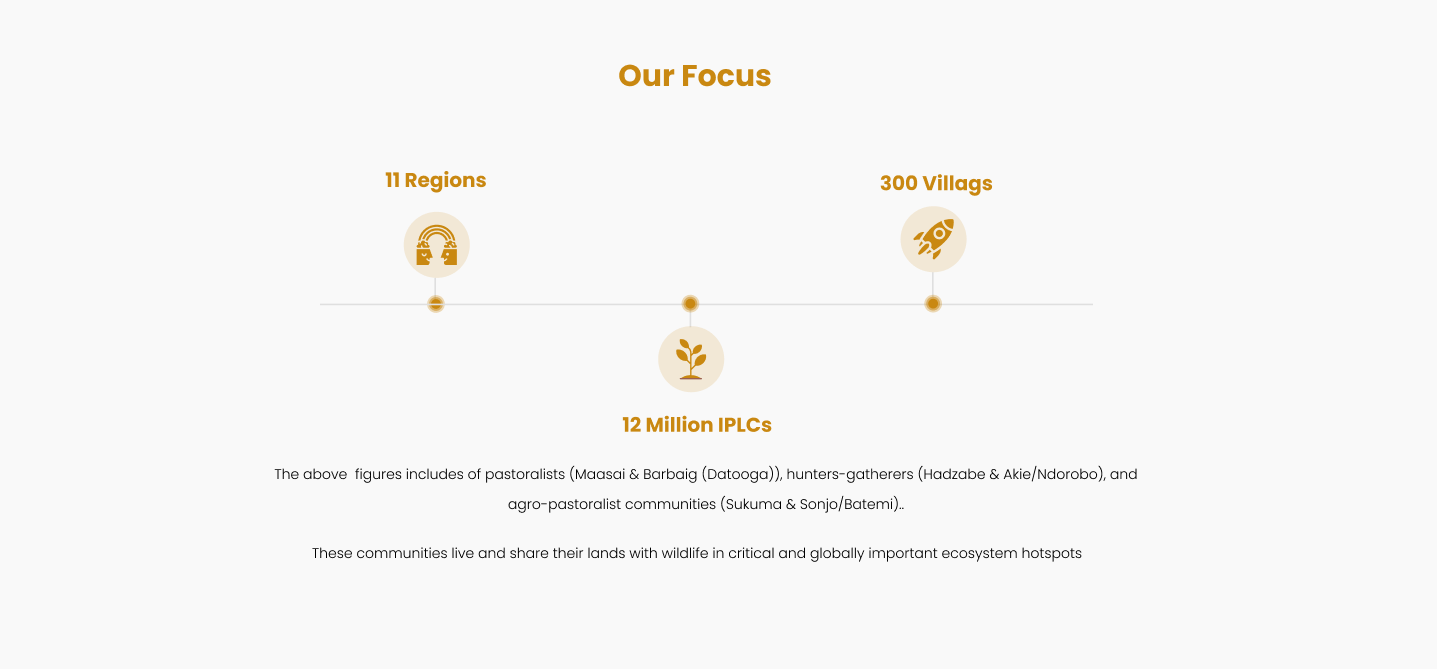 Our Focus
11 Regions
300 Villags
12 Million IPLCs
The above  figures includes of pastoralists (Maasai & Barbaig (Datooga)), hunters-gatherers (Hadzabe & Akie/Ndorobo), and
agro-pastoralist communities (Sukuma & Sonjo/Batemi)..
These communities live and share their lands with wildlife in critical and globally important ecosystem hotspots